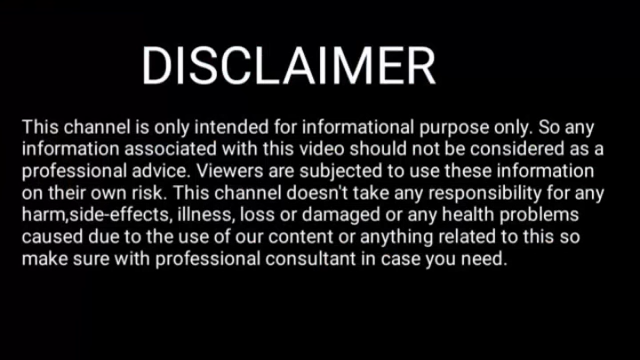 DISCLAIMER
This channel is only intended for informational purpose only. So any
information associated with this video should not be considered as a
professional advice. Viewers are subjected to use these information
on their own risk. This channel doesn't take any responsibility for any
harm,side-effects, illness, loss or damaged or any health problems
caused due to the use of our content or anything related to this so
make sure with professional consultant in case you need.